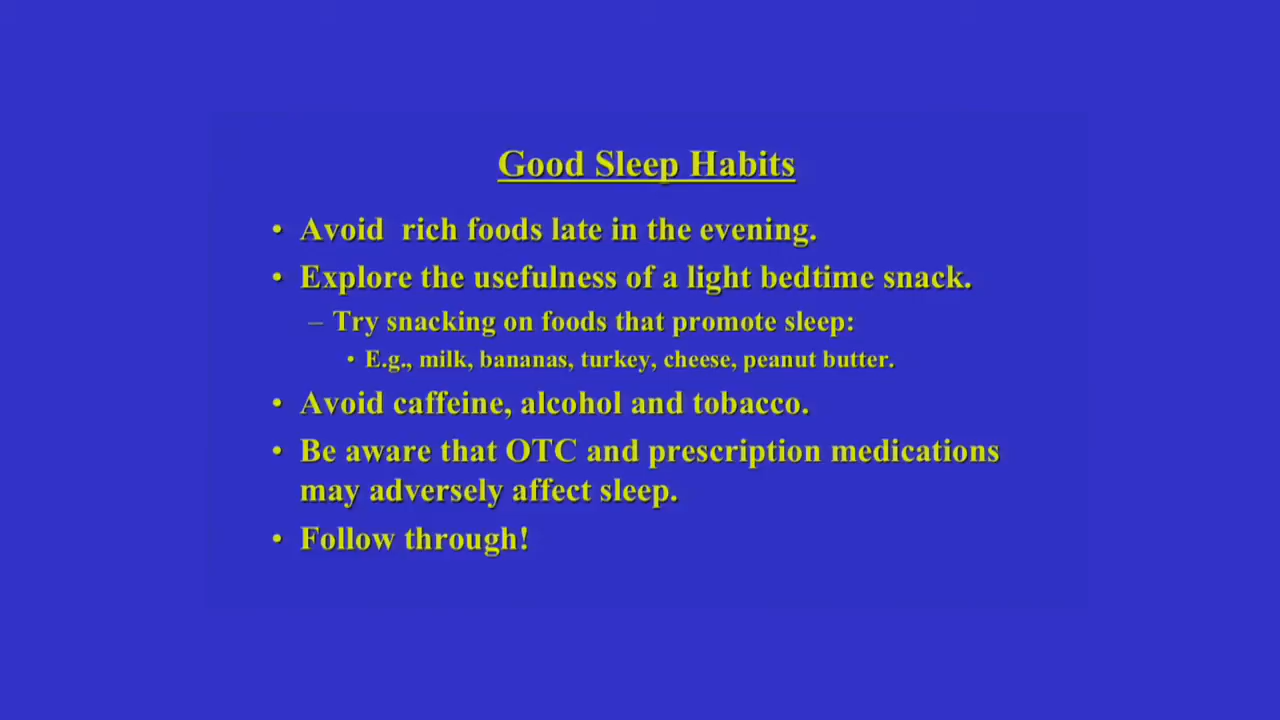 Good Sleep Habits
• Avoid  rich foods late in the evening.
• Explore the usefulness of a light bedtime snack.
– Try snacking on foods that promote sleep:
• E.g., milk, bananas, turkey, cheese, peanut butter.
• Avoid caffeine, alcohol and tobacco.
• Be aware that OTC and prescription medications
may adversely affect sleep.
• Follow through!